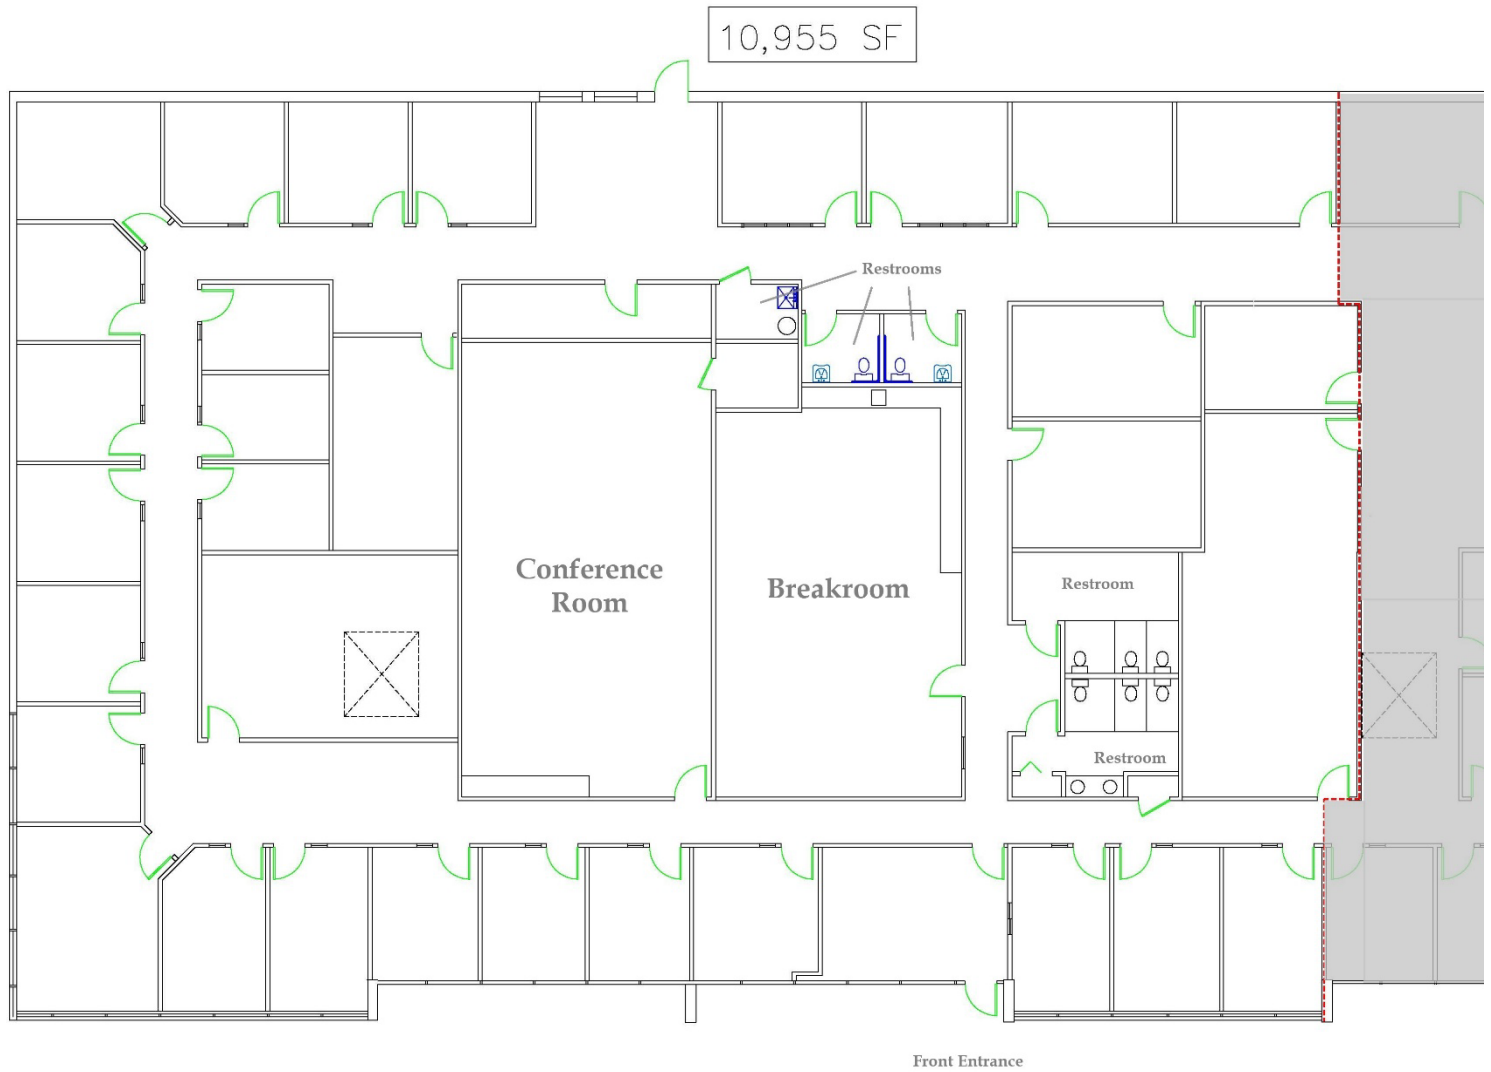 10,955 SF
Restrooms
Conference
Room
Breakroom
Restroom
Restroom
Front Entrance